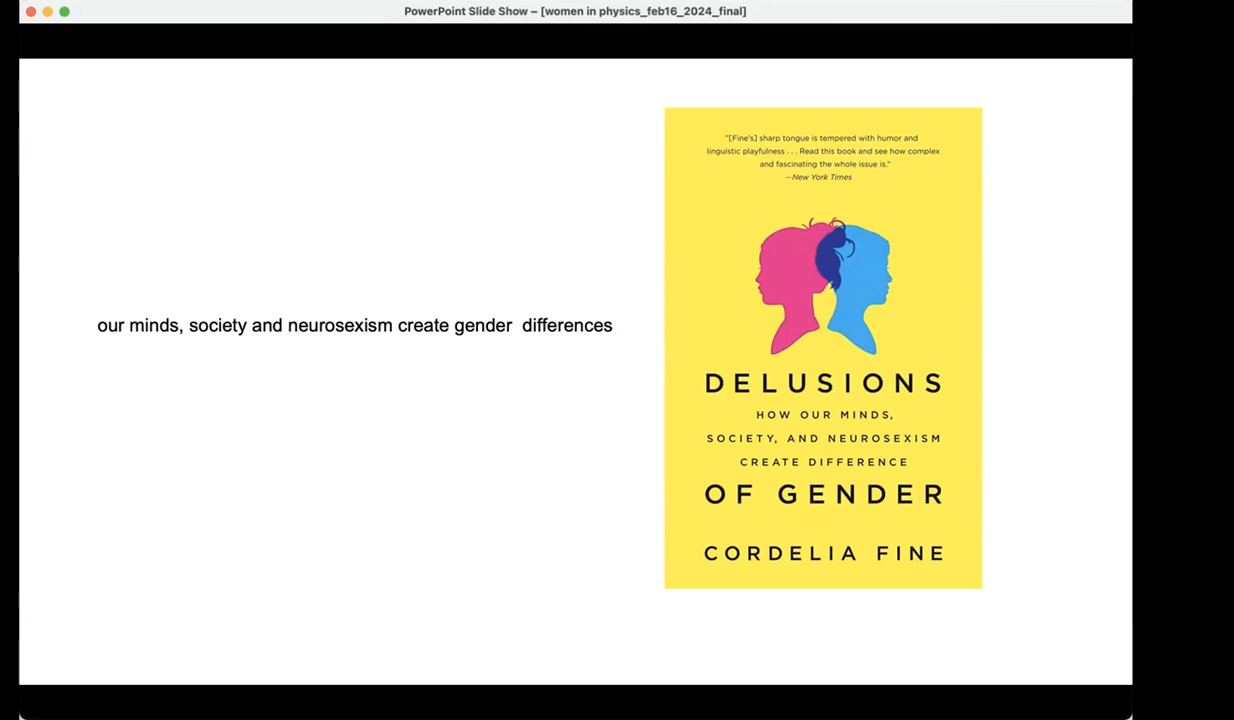 PowerPoint Slide Show – [women in physics_feb16_2024_final]
our minds, society and neurosexism create gender  differences
"[Fine's] sharp tongue is tempered with humor and
linguistic playfulness . . . Read this book and see how complex
and fascinating the whole issue is."
—New York Times
DELUSIONS
HOW OUR MINDS,
SOCIETY, AND NEUROSEXISM
CREATE DIFFERENCE
OF GENDER
CORDELIA FINE